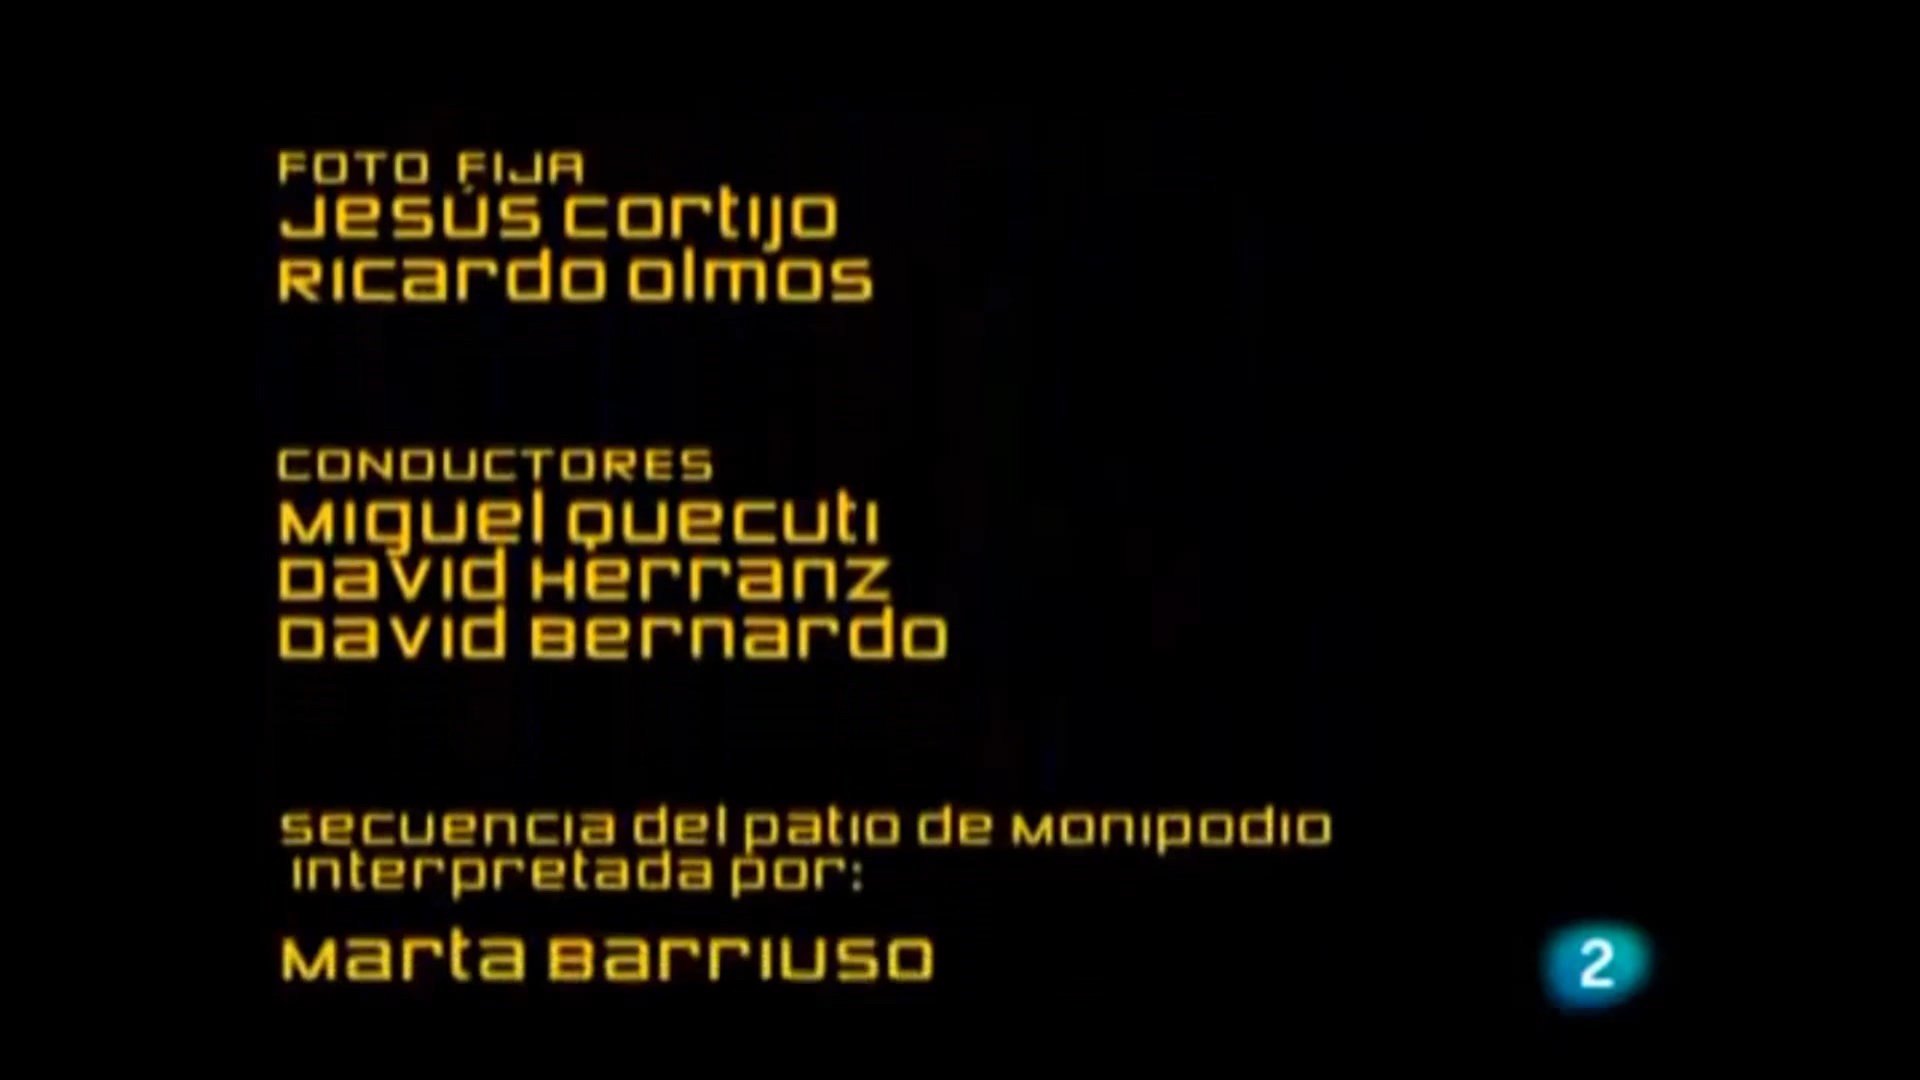 FOTO FIJA
Jesús Cortijo
Ricardo Olmos
CONDUCTORES
Miguel Quecuti
David Herranz
David Bernardo
Secuencia del patio de Monipodio
interpretada por:
Marta Barriuso
2